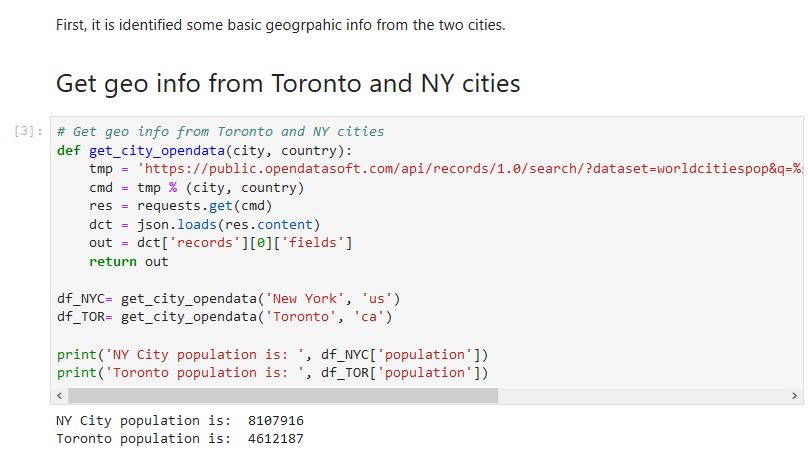 First, it is identified some basic geogrpahic info from the two cities.
Get geo info from Toronto and NY cities
[3]: # Get geo info from Toronto and NY cities
def get_city_opendata(city, country):
    tmp = 'https://public.opendatasoft.com/api/records/1.0/search/?dataset=worldcitiespop&q=%
    cmd = tmp % (city, country)
    res = requests.get(cmd)
    dct = json.loads(res.content)
    out = dct['records'][0]['fields']
    return out
df_NYC= get_city_opendata('New York', 'us')
df_TOR= get_city_opendata('Toronto', 'ca')
print('NY City population is: ', df_NYC['population'])
print('Toronto population is: ', df_TOR['population'])
NY City population is:  8107916
Toronto population is:  4612187